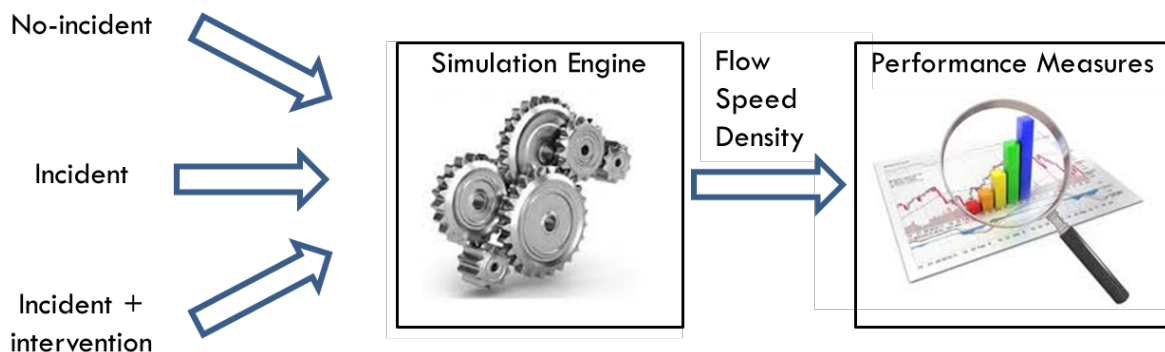 No-incident
Incident
Incident +
intervention
Simulation Engine
Flow
Speed
Density
Performance Measures